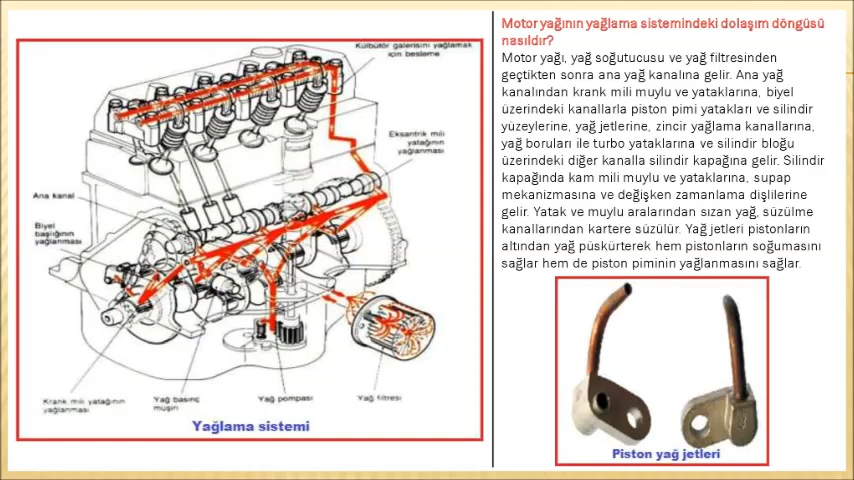 Külbütör galerisini yağlamak
için besleme
Eksantrik mili
yatağının
yağlanması
Ana kanal
Biyel
başlığının
yağlanması
Krank mili yatağının
yağlanması
Yağ basınç
müşiri
Yağ pompası
Yağ filtresi
Yağlama sistemi
Motor yağının yağlama sistemindeki dolaşım döngüsü
nasıldır?
Motor yağı, yağ soğutucusu ve yağ filtresinden
geçtikten sonra ana yağ kanalına gelir. Ana yağ
kanalından krank mili muylu ve yataklarına, biyel
üzerindeki kanallarla piston pimi yatakları ve silindir
yüzeylerine, yağ jetlerine, zincir yağlama kanallarına,
yağ boruları ile turbo yataklarına ve silindir bloğu
üzerindeki diğer kanalla silindir kapağına gelir. Silindir
kapağında kam mili muylu ve yataklarına, supap
mekanizmasına ve değişken zamanlama dişlilerine
gelir. Yatak ve muylu aralarından sızan yağ, süzülme
kanallarından kartere süzülür. Yağ jetleri pistonların
altından yağ püskürterek hem pistonların soğumasını
sağlar hem de piston piminin yağlanmasını sağlar.
Piston yağ jetleri